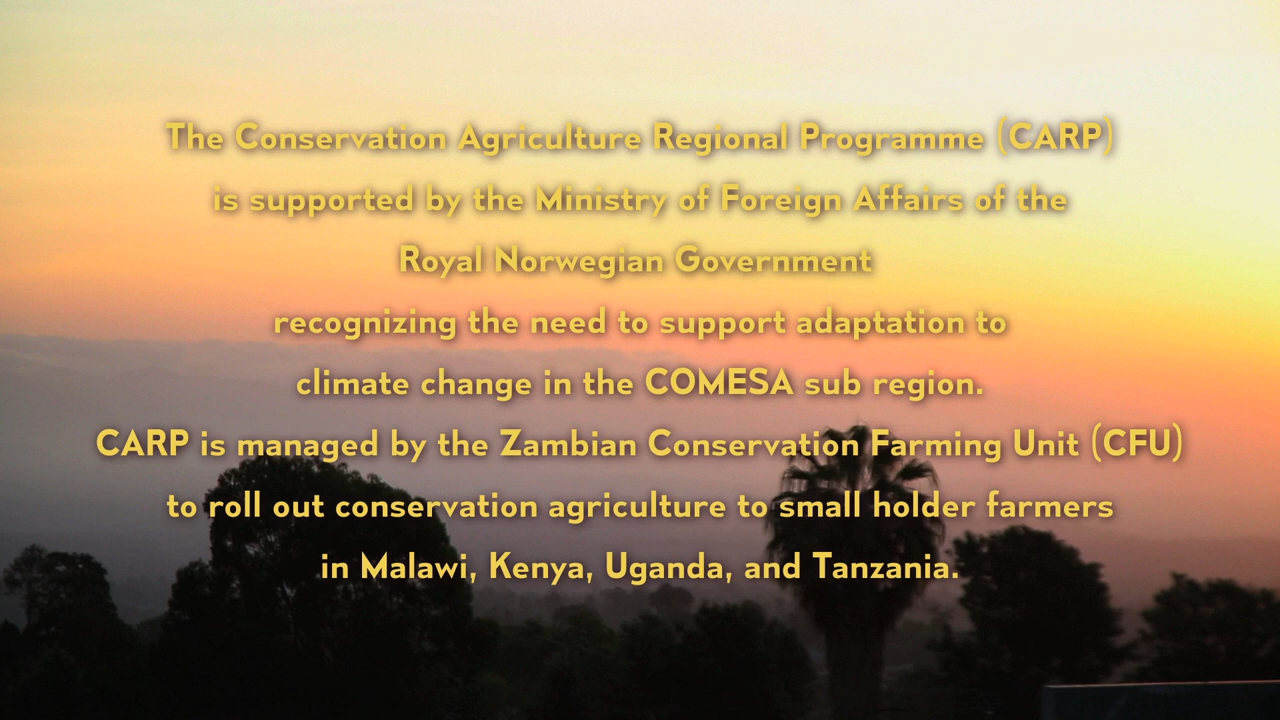 The Conservation Agriculture Regional Programme (CARP)
is supported by the Ministry of Foreign Affairs of the
Royal Norwegian Government
recognizing the need to support adaptation to
climate change in the COMESA sub region.
CARP is managed by the Zambian Conservation Farming Unit (CFU)
to roll out conservation agriculture to small holder farmers
in Malawi, Kenya, Uganda, and Tanzania.